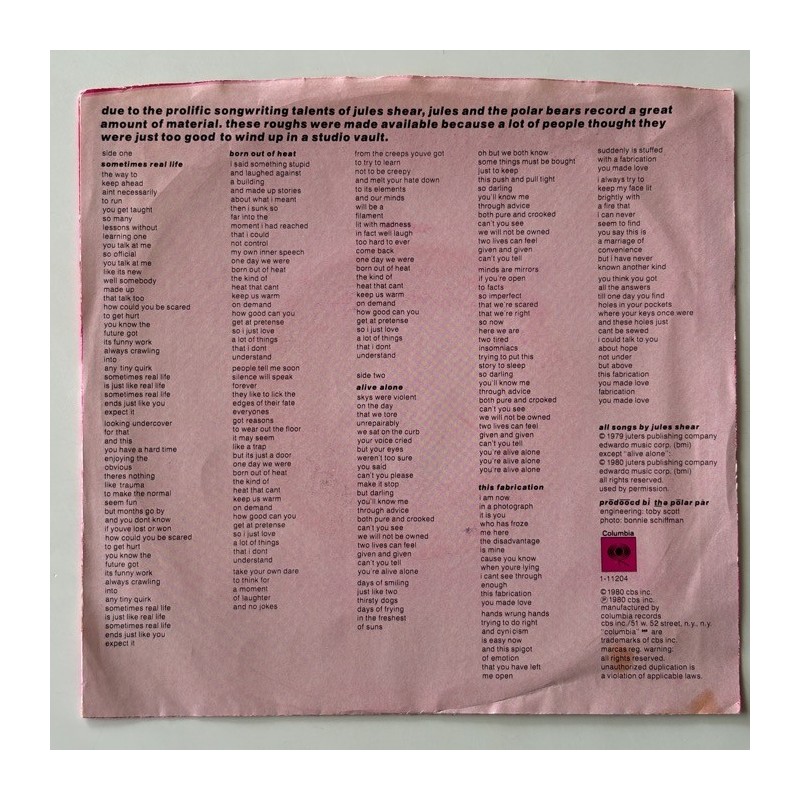 due to the prolific songwriting talents of jules shear, jules and the polar bears record a great
amount of material. these roughs were made available because a lot of people thought they
were just too good to wind up in a studio vault.
side one
sometimes real life
the way to
keep ahead
aint necessarily
to run
you get taught
so many
lessons without
learning one
you talk at me
so official
you talk at me
like its new
well somebody
made up
that talk too
how could you be scared
to get hurt
you know the
future got
its funny work
always crawling
into
any tiny quirk
sometimes real life
is just like real life
sometimes real life
ends just like you
expect it
looking undercover
for that
and this
you have a hard time
enjoying the
obvious
theres nothing
like trauma
to make the normal
seem fun
but months go by
and you dont know
if youve lost or won
how could you be scared
to get hurt
you know the
future got
its funny work
always crawling
into
any tiny quirk
sometimes real life
is just like real life
sometimes real life
ends just like you
expect it
born out of heat
i said something stupid
and laughed against
a building
and made up stories
about what i meant
then i sunk so
far into the
moment i had reached
that i could
not control
my own inner speech
one day we were
born out of heat
the kind of
heat that cant
keep us warm
on demand
how good can you
get at pretense
so i just love
a lot of things
that i dont
understand
people tell me soon
silence will speak
forever
they like to lick the
edges of their fate
everyones
got reasons
to wear out the floor
it may seem
like a trap
but its just a door
one day we were
born out of heat
the kind of
heat that cant
keep us warm
on demand
how good can you
get at pretense
so i just love
a lot of things
that i dont
understand
take your own dare
to think for
a moment
of laughter
and no jokes
from the creeps youve got
to try to learn
not to be creepy
and melt your hate down
to its elements
and our minds
will be a
filament
lit with madness
in fact well laugh
too hard to ever
come back
one day we were
born out of heat
the kind of
heat that cant
keep us warm
on demand
how good can you
get at pretense
so i just love
a lot of things
that i dont
understand
side two
alive alone
skys were violent
on the day
that we tore
unrepairably
we sat on the curb
your voice cried
but your eyes
weren't too sure
you said
can't you please
make it stop
but darling
you'll know me
through advice
both pure and crooked
can't you see
we will not be owned
two lives can feel
given and given
can't you tell
you're alive alone
days of smiling
just like two
thirsty dogs
days of frying
in the freshest
of suns
oh but we both know
some things must be bought
just to keep
this push and pull tight
so darling
you'll know me
through advice
both pure and crooked
can't you see
we will not be owned
two lives can feel
given and given
can't you tell
minds are mirrors
if you're open
to facts
so imperfect
that we're scared
that we're right
so now
here we are
two tired
insomniacs
trying to put this
story to sleep
so darling
you'll know me
through advice
both pure and crooked
can't you see
we will not be owned
two lives can feel
given and given
can't you tell
you're alive alone
you're alive alone
you're alive alone
this fabrication
i am now
in a photograph
it is you
who has froze
me here
the disadvantage
is mine
cause you know
when youre lying
i cant see through
enough
this fabrication
you made love
hands wrung hands
trying to do right
and cynicism
is easy now
and this spigot
of emotion
that you have left
me open
suddenly is stuffed
with a fabrication
you made love
i always try to
keep my face lit
brightly with
a fire that
i can never
seem to find
you say this is
a marriage of
convenience
but i have never
known another kind
you think you got
all the answers
till one day you find
holes in your pockets
where your keys once were
and these holes just
cant be sewed
i could talk to you
about hope
not under
but above
this fabrication
you made love
fabrication
you made love
all songs by jules shear
© 1979 juters publishing company
edwardo music corp. (bmi)
except "alive alone":
© 1980 juters publishing company
edwardo music corp. (bmi)
all rights reserved.
used by permission.
prödööcd bī the pölar pàr
engineering: toby scott
photo: bonnie schiffman
Columbia
1-11204
© 1980 cbs inc.
℗ 1980 cbs inc.
manufactured by
columbia records
cbs inc./51 w. 52 street, n.y., n.y.
"columbia" are
trademarks of cbs inc.
marcas reg. warning:
all rights reserved.
unauthorized duplication is
a violation of applicable laws.